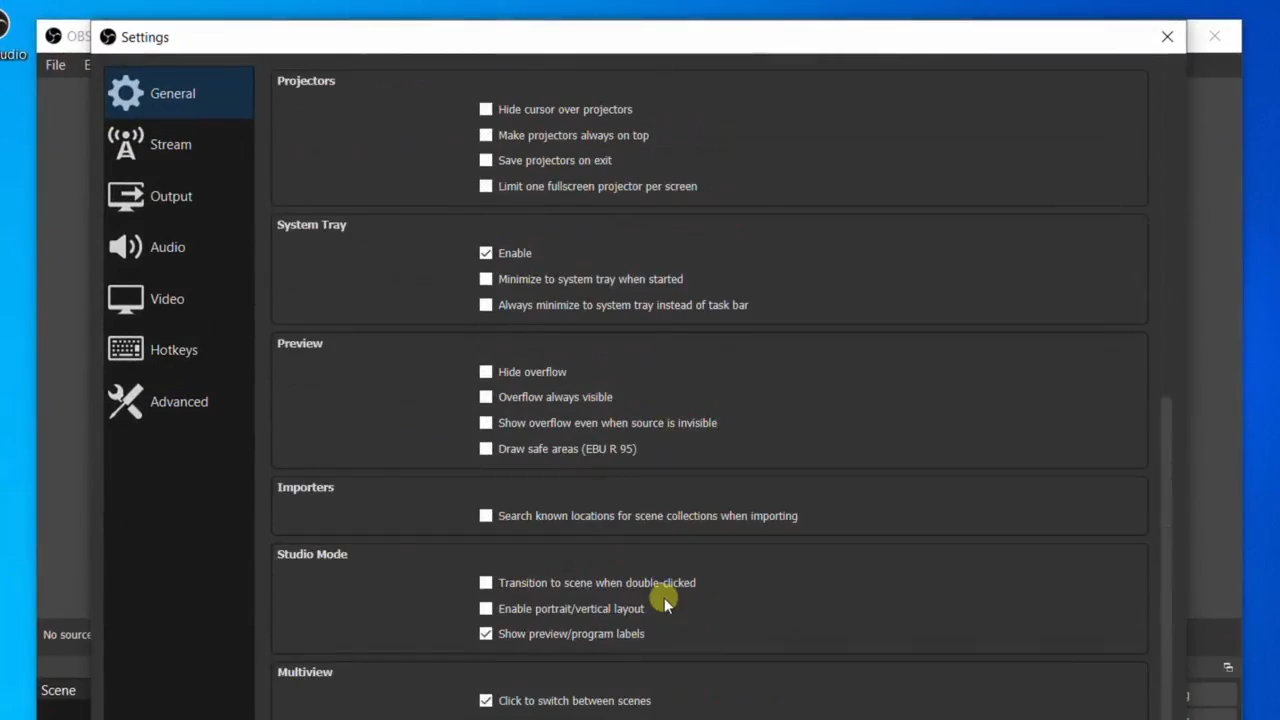 udio
OBS
Settings
File
E
General
Stream
Output
Audio
Video
Hotkeys
Advanced
Projectors
Hide cursor over projectors
Make projectors always on top
Save projectors on exit
Limit one fullscreen projector per screen
System Tray
Enable
Minimize to system tray when started
Always minimize to system tray instead of task bar
Preview
Hide overflow
Overflow always visible
Show overflow even when source is invisible
Draw safe areas (EBU R 95)
Importers
Search known locations for scene collections when importing
Studio Mode
Transition to scene when double-clicked
Enable portrait/vertical layout
Show preview/program labels
Multiview
Click to switch between scenes
No source
Scene
g